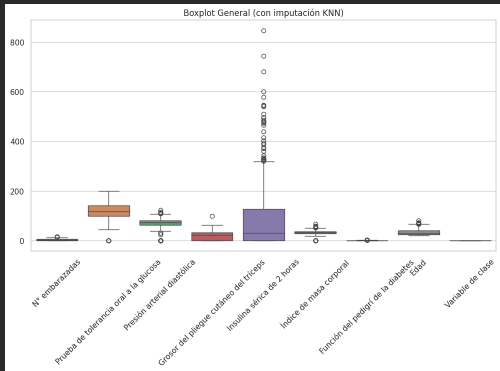 Boxplot General (con imputación KNN)
800
600
400
200
0
N° embarazadas
Prueba de tolerancia oral a la glucosa
Presión arterial diastólica
Grosor del pliegue cutáneo del tríceps
Insulina sérica de 2 horas
Índice de masa corporal
Función del pedigrí de la diabetes
Edad
Variable de clase